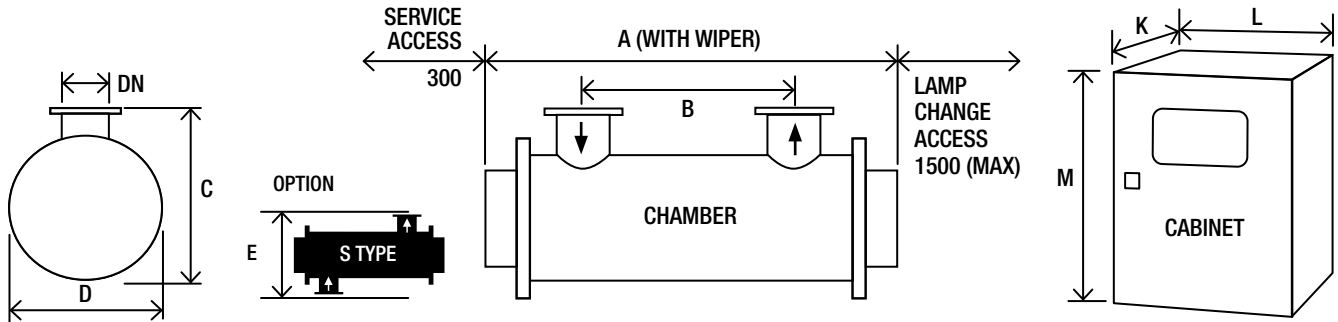 DN
C
D
OPTION
E
S TYPE
SERVICE
ACCESS
300
A (WITH WIPER)
B
CHAMBER
LAMP
CHANGE
ACCESS
1500 (MAX)
K
L
M
CABINET